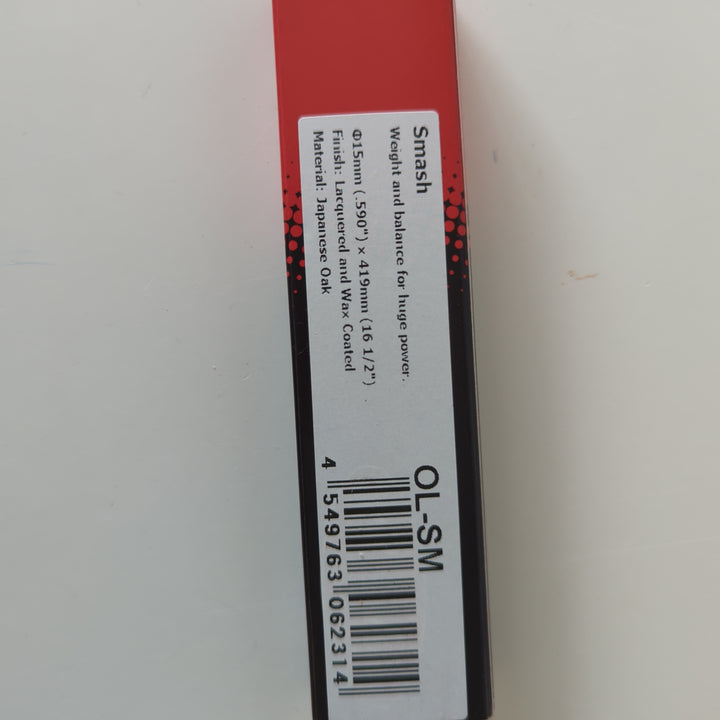 Smash
Weight and balance for huge power.
Φ15mm (.590") x 419mm (16 1/2")
Finish: Lacquered and Wax Coated
Material: Japanese Oak
OL-SM
4 549763 062314